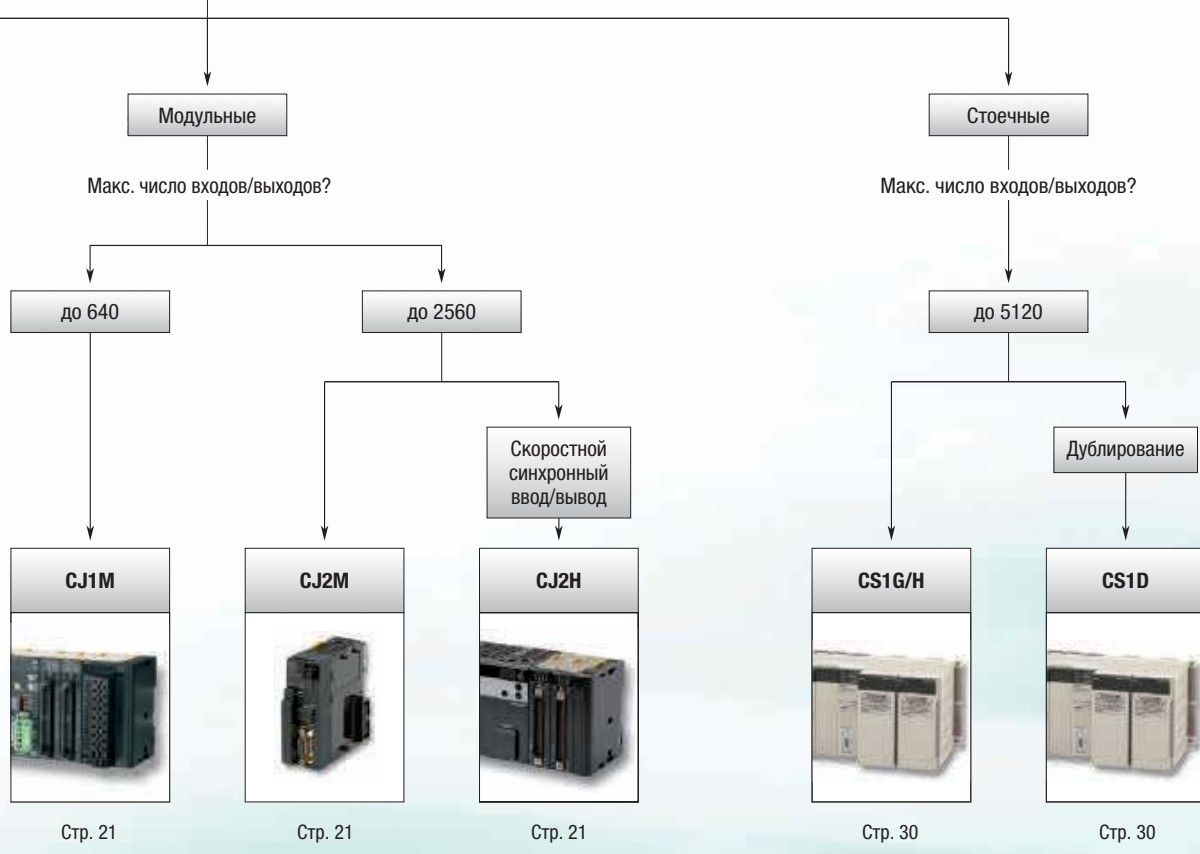 Модульные
Стоечные
Макс. число входов/выходов?
Макс. число входов/выходов?
до 640
до 2560
до 5120
Скоростной
синхронный
ввод/вывод
Дублирование
CJ1M
CJ2M
CJ2H
CS1G/H
CS1D
Стр. 21
Стр. 21
Стр. 21
Стр. 30
Стр. 30